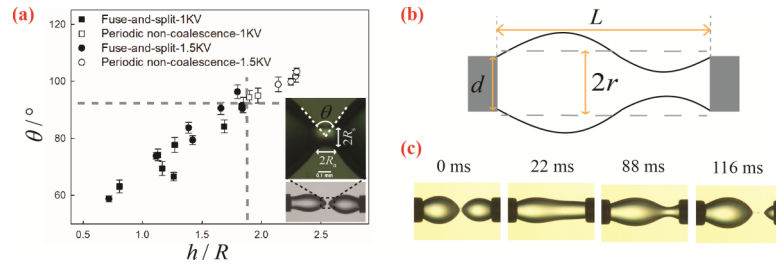 (a)
Fuse-and-split-1KV
Periodic non-coalescence-1KV
Fuse-and-split-1.5KV
Periodic non-coalescence-1.5KV
θ / °
120
100
80
60
0.5 1.0 1.5 2.0 2.5
h / R
θ
2Rₐ
2Rₙ
0.1 mm
(b)
L
d
2r
(c)
0 ms 22 ms 88 ms 116 ms